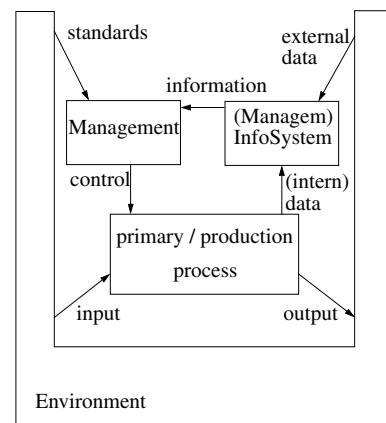 standards
external
data
information
Management
(Managem)
InfoSystem
control
(intern)
data
primary / production
process
input
output
Environment